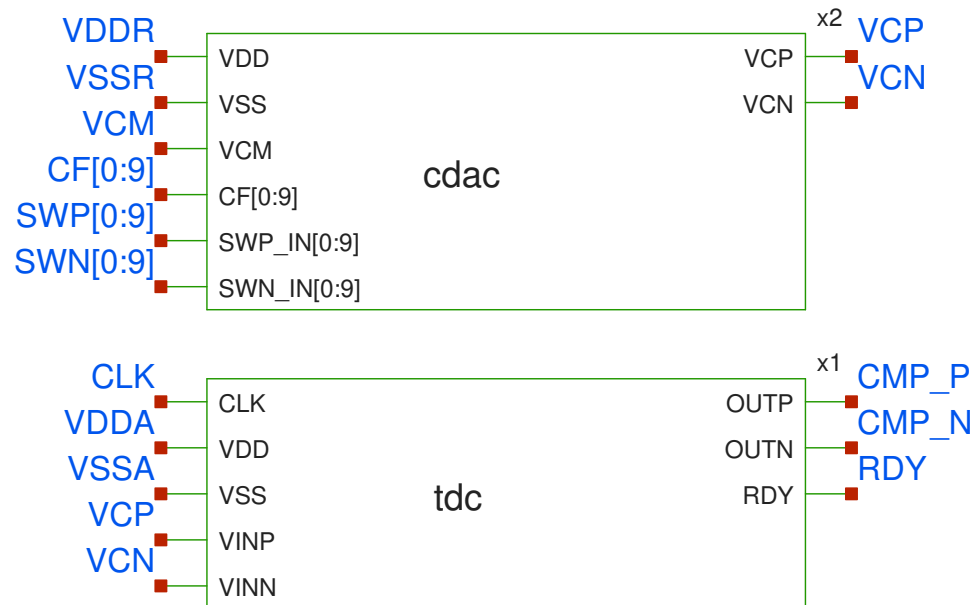 x2
VDDR
VDD
VCP
VCP
VSSR
VSS
VCN
VCN
VCM
VCM
CF[0:9]
CF[0:9]
cdac
SWP[0:9]
SWP_IN[0:9]
SWN[0:9]
SWN_IN[0:9]
x1
CLK
CLK
OUTP
CMP_P
VDDA
VDD
OUTN
CMP_N
VSSA
VSS
tdc
RDY
RDY
VCP
VINP
VCN
VINN